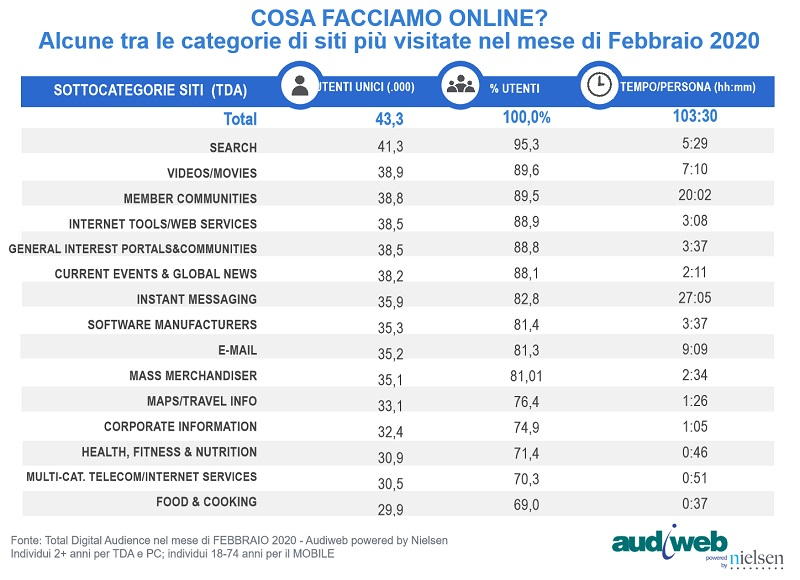 COSA FACCIAMO ONLINE?
Alcune tra le categorie di siti più visitate nel mese di Febbraio 2020
SOTTOCATEGORIE SITI (TDA) UTENTI UNICI (.000) % UTENTI TEMPO/PERSONA (hh:mm)
Total 43,3 100,0% 103:30
SEARCH 41,3 95,3 5:29
VIDEOS/MOVIES 38,9 89,6 7:10
MEMBER COMMUNITIES 38,8 89,5 20:02
INTERNET TOOLS/WEB SERVICES 38,5 88,9 3:08
GENERAL INTEREST PORTALS&COMMUNITIES 38,5 88,8 3:37
CURRENT EVENTS & GLOBAL NEWS 38,2 88,1 2:11
INSTANT MESSAGING 35,9 82,8 27:05
SOFTWARE MANUFACTURERS 35,3 81,4 3:37
E-MAIL 35,2 81,3 9:09
MASS MERCHANDISER 35,1 81,01 2:34
MAPS/TRAVEL INFO 33,1 76,4 1:26
CORPORATE INFORMATION 32,4 74,9 1:05
HEALTH, FITNESS & NUTRITION 30,9 71,4 0:46
MULTI-CAT. TELECOM/INTERNET SERVICES 30,5 70,3 0:51
FOOD & COOKING 29,9 69,0 0:37
Fonte: Total Digital Audience nel mese di FEBBRAIO 2020 - Audiweb powered by Nielsen
Individui 2+ anni per TDA e PC; individui 18-74 anni per il MOBILE
audiweb
powered by nielsen